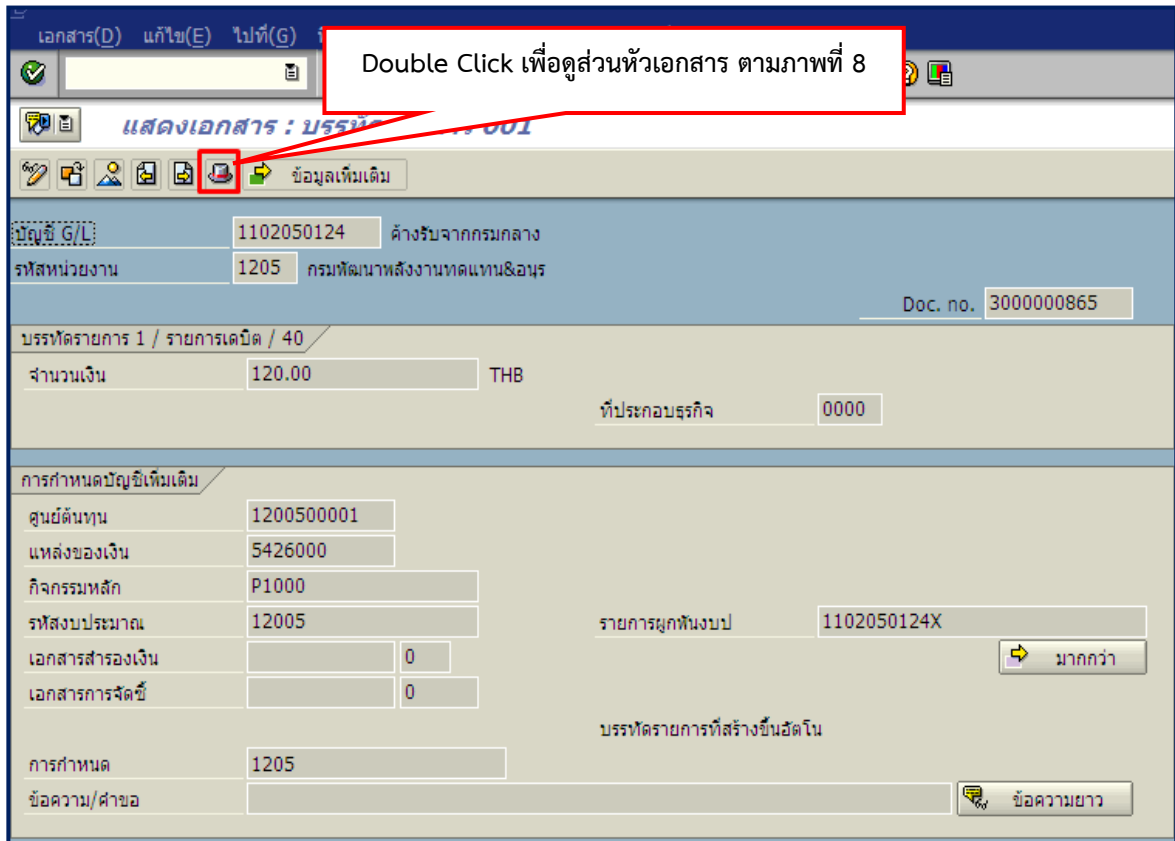 เอกสาร(D) แก้ไข(E) ไปที่(G)
Double Click เพื่อดูส่วนหัวเอกสาร ตามภาพที่ 8
แสดงเอกสาร : 001
ข้อมูลเพิ่มเติม
บัญชี G/L 1102050124 ค้างรับจากกรมกลาง
รหัสหน่วยงาน 1205 กรมพัฒนาพลังงานทดแทน&อนุร
Doc. no. 3000000865
บรรทัดรายการ 1 / รายการเดบิต / 40
จำนวนเงิน 120.00 THB
ที่ประกอบธุรกิจ 0000
การกำหนดบัญชีเพิ่มเติม
ศูนย์ต้นทุน 1200500001
แหล่งของเงิน 5426000
กิจกรรมหลัก P1000
รหัสงบประมาณ 12005 รายการผูกพันงบป 1102050124X
เอกสารสำรองเงิน 0 มากกว่า
เอกสารการจัดชี้ 0
บรรทัดรายการที่สร้างขึ้นอัตโน
การกำหนด 1205
ข้อความ/คำขอ ข้อความยาว